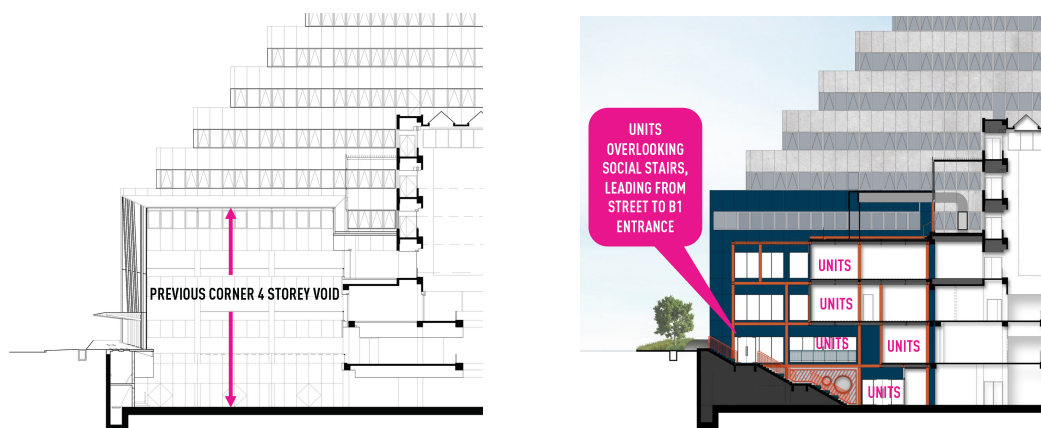 PREVIOUS CORNER 4 STOREY VOID
UNITS
OVERLOOKING
SOCIAL STAIRS,
LEADING FROM
STREET TO B1
ENTRANCE
UNITS
UNITS
UNITS
UNITS
UNITS